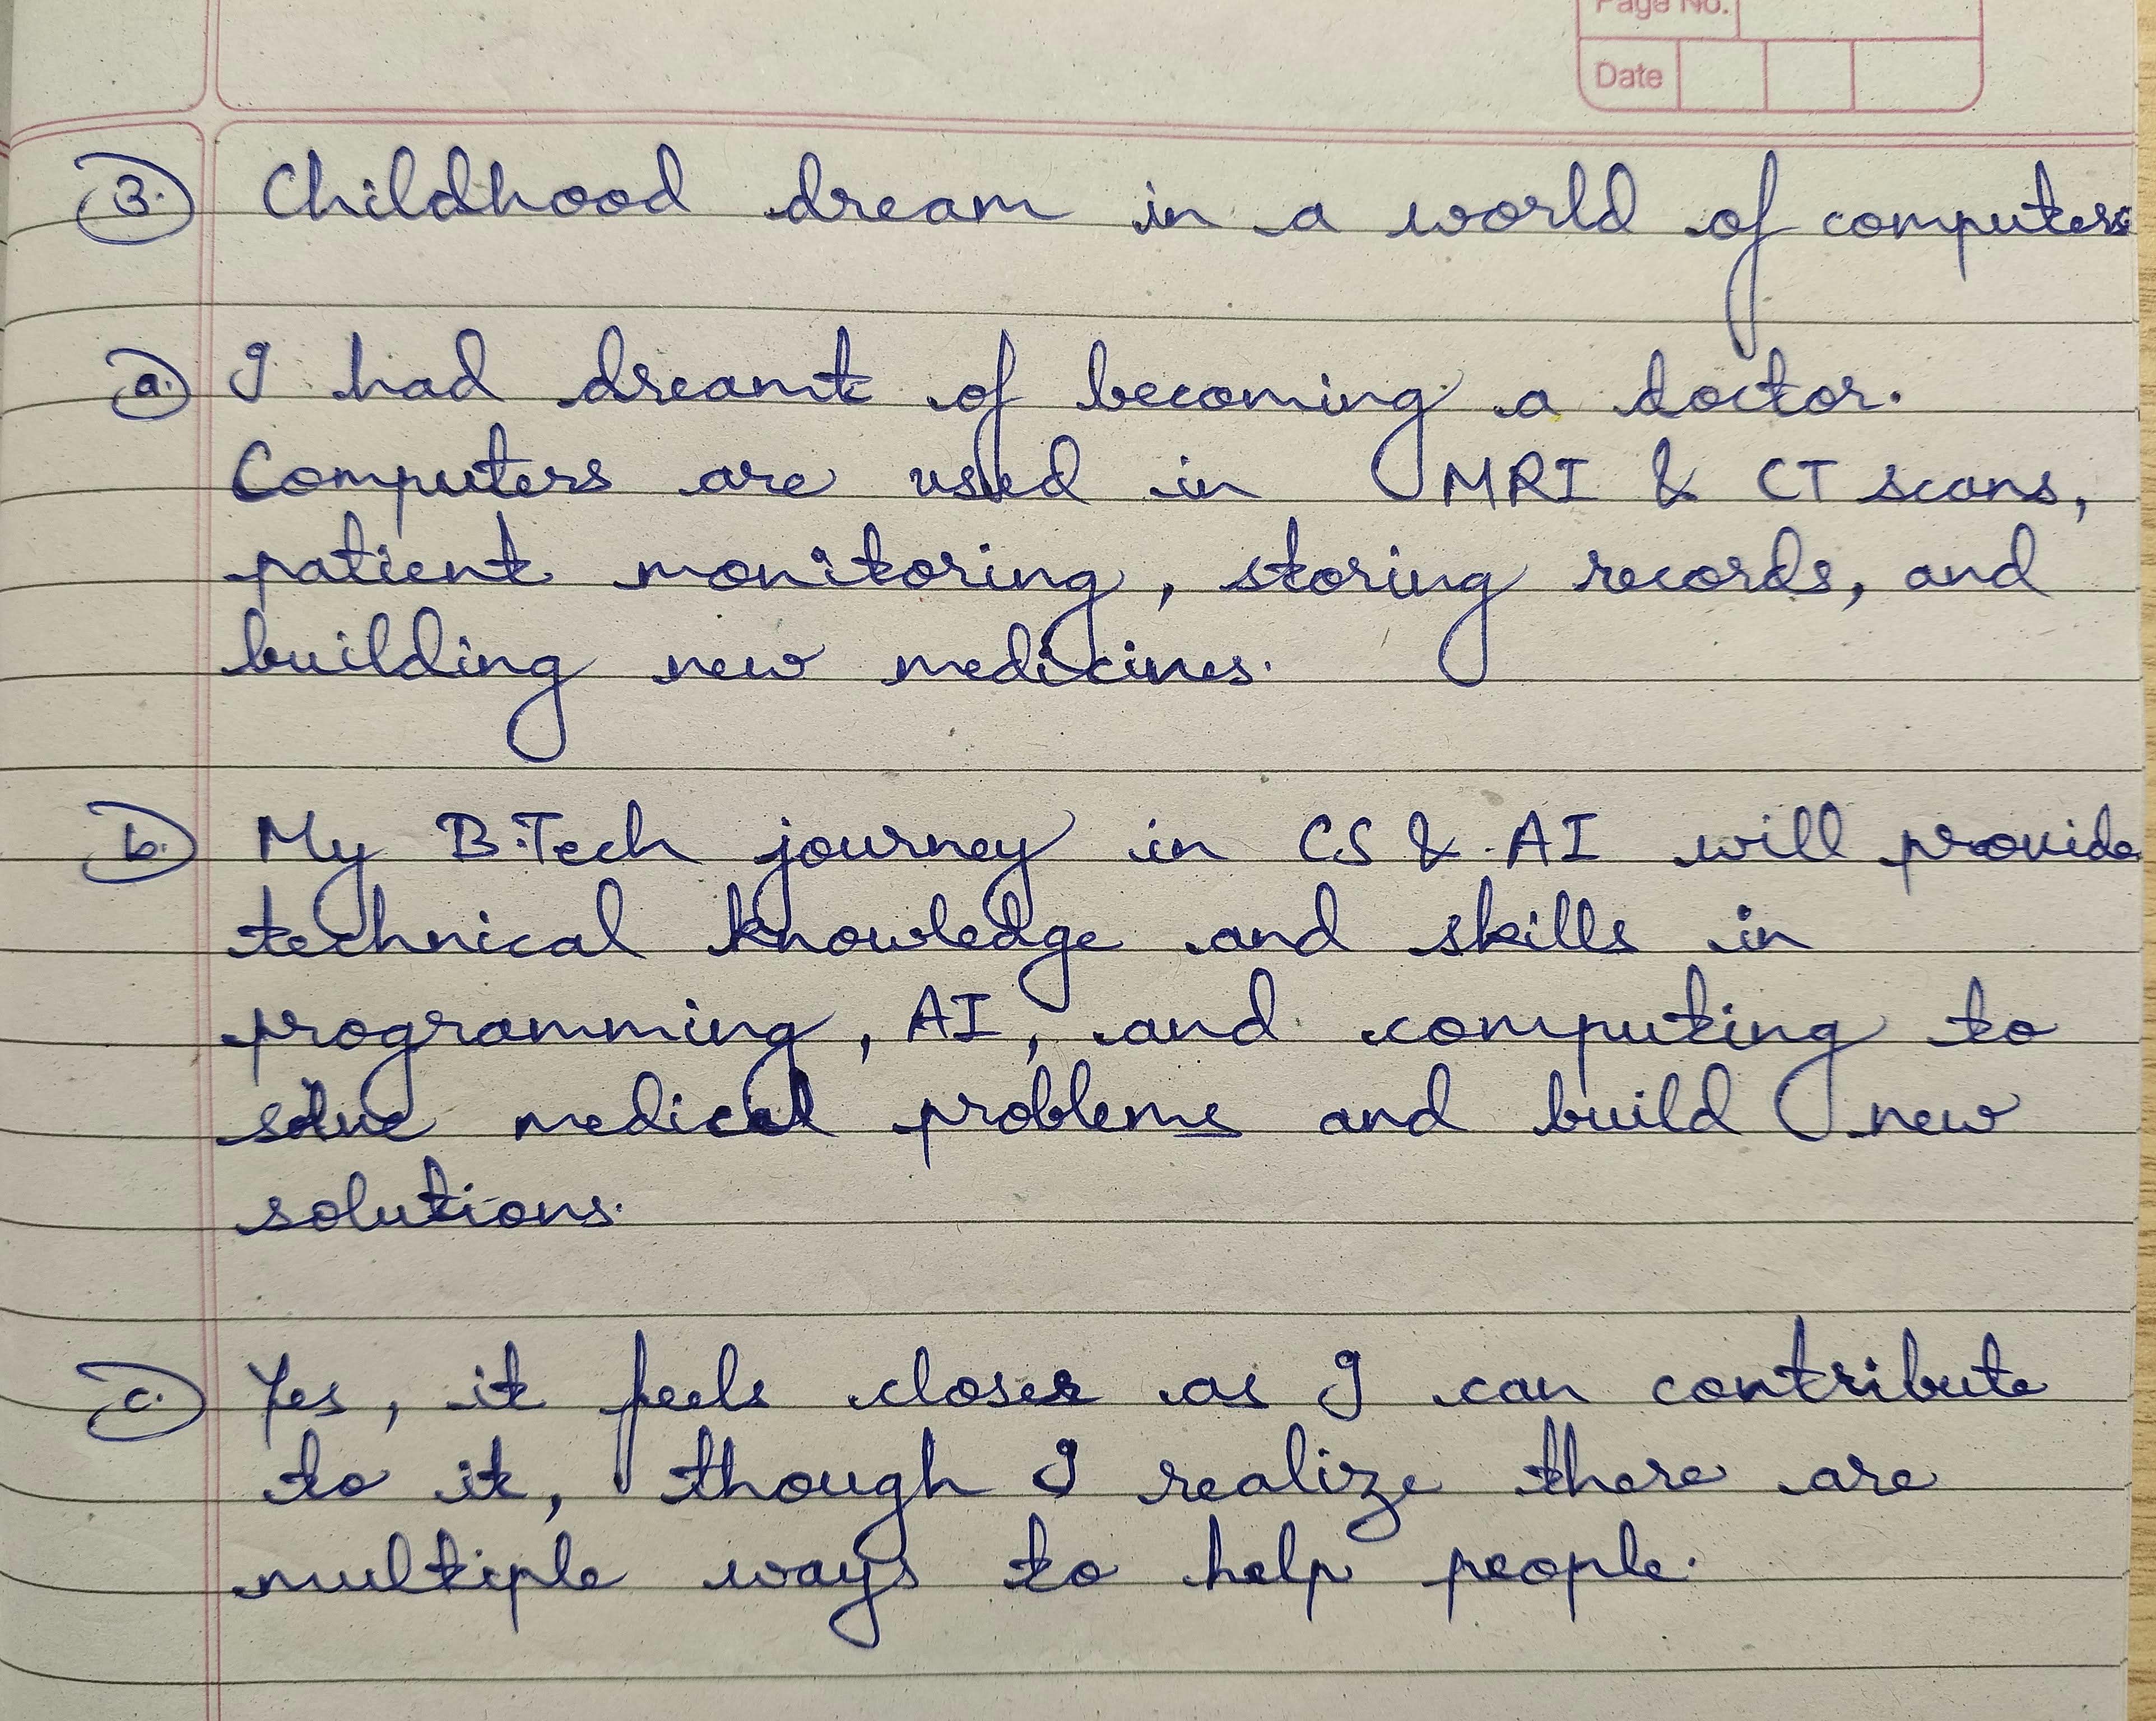 Page No.
Date
3. Childhood dream in a world of computers
a. I had dreamt of becoming a doctor.
Computers are used in MRI & CT scans,
patient monitoring, storing records, and
building new medicines.
b. My B.Tech journey in CS & AI will provide
technical knowledge and skills in
programming, AI, and computing to
solve medical problems and build new
solutions.
c. Yes, it feels closer as I can contribute
to it, though I realize there are
multiple ways to help people.